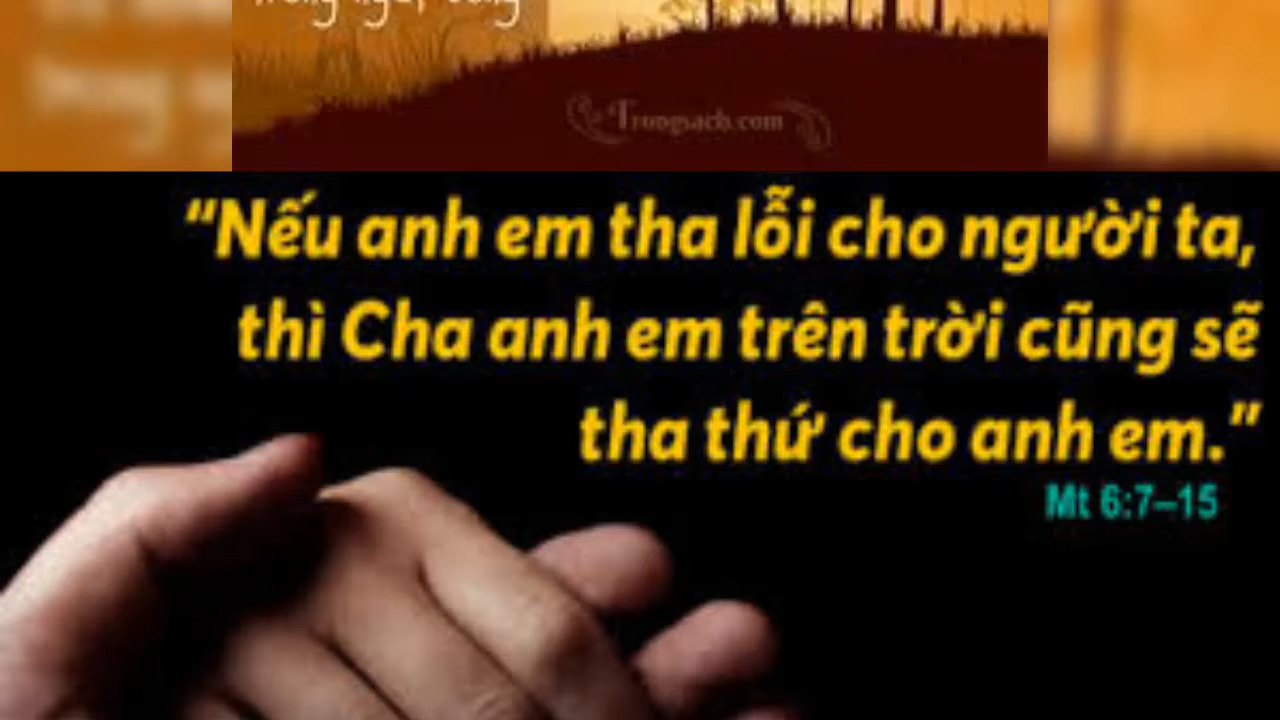 Trongsach.com
“Nếu anh em tha lỗi cho người ta,
thì Cha anh em trên trời cũng sẽ
tha thứ cho anh em.”
Mt 6:7–15